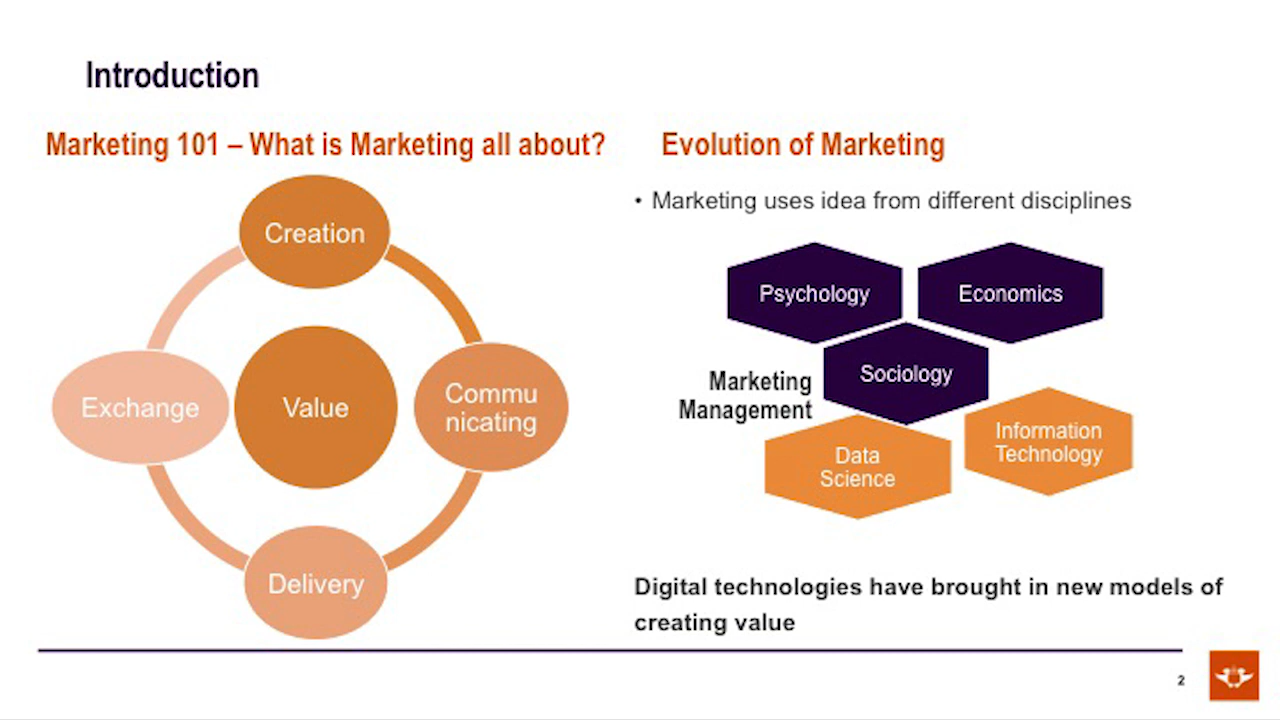 Introduction
Marketing 101 – What is Marketing all about?
Creation
Exchange
Value
Commu
nicating
Delivery
Evolution of Marketing
• Marketing uses idea from different disciplines
Psychology
Economics
Sociology
Marketing
Management
Information
Technology
Data
Science
Digital technologies have brought in new models of
creating value
2